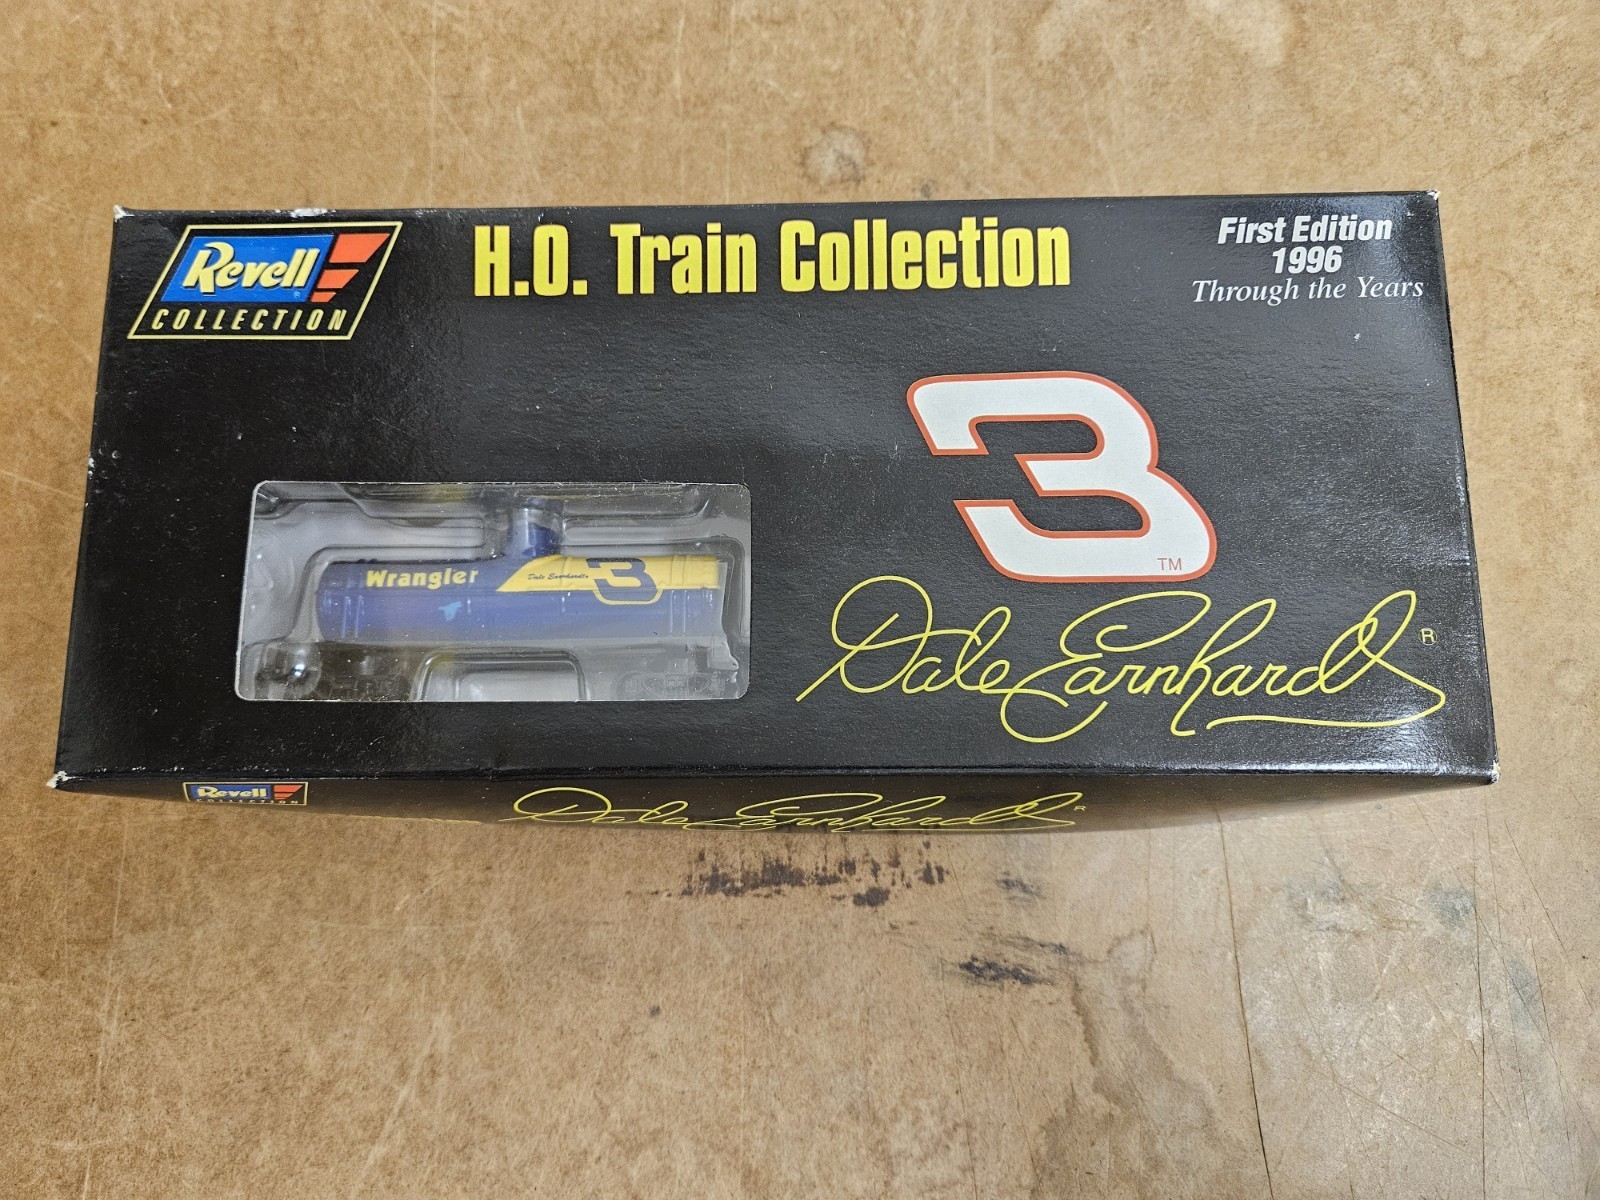 Revell
COLLECTION
H.O. Train Collection
First Edition
1996
Through the Years
3
TM
Dale Earnhardt ®
Wrangler
Dale Earnhardt
3
Revell
COLLECTION
Dale Earnhardt ®